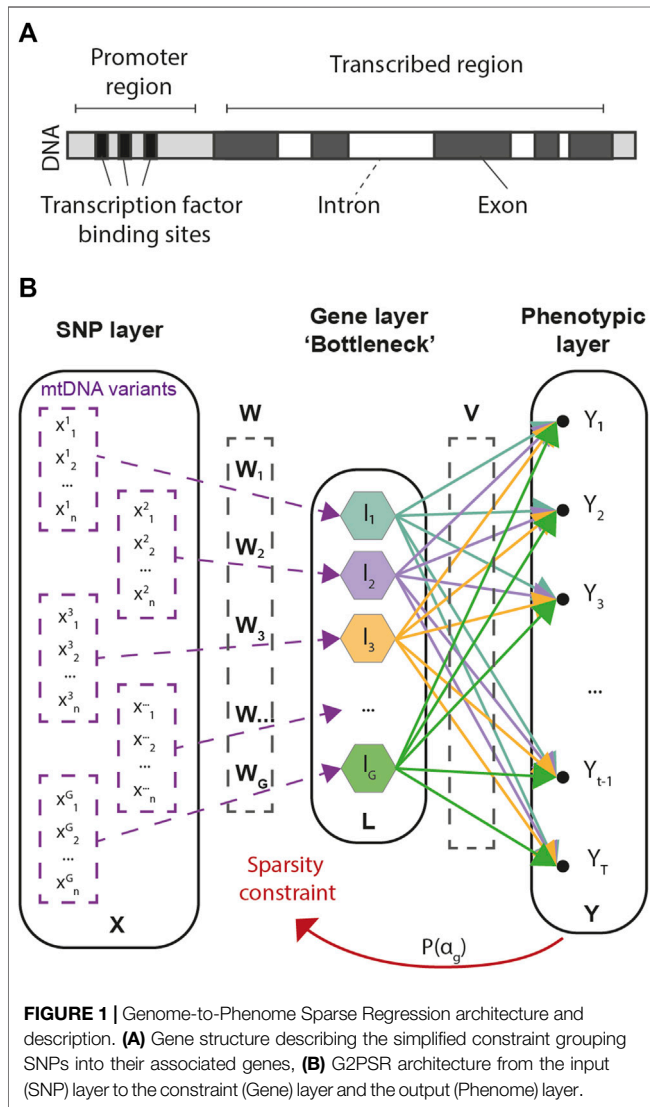 A
Promoter region
Transcribed region
DNA
Transcription factor binding sites
Intron
Exon
B
SNP layer
Gene layer 'Bottleneck'
Phenotypic layer
mtDNA variants
x¹₁
x¹₂
...
x¹ₙ
x²₁
x²₂
...
x²ₙ
x³₁
x³₂
...
x³ₙ
x⋯₁
x⋯₂
...
x⋯ₙ
xᴳ₁
xᴳ₂
...
xᴳₙ
X
W
W₁
W₂
W₃
W...
W_G
l₁
l₂
l₃
...
l_G
L
V
Y₁
Y₂
Y₃
...
Y_t-1
Y_T
Y
Sparsity constraint
P(α_g)
FIGURE 1 | Genome-to-Phenome Sparse Regression architecture and
description. (A) Gene structure describing the simplified constraint grouping
SNPs into their associated genes, (B) G2PSR architecture from the input
(SNP) layer to the constraint (Gene) layer and the output (Phenome) layer.